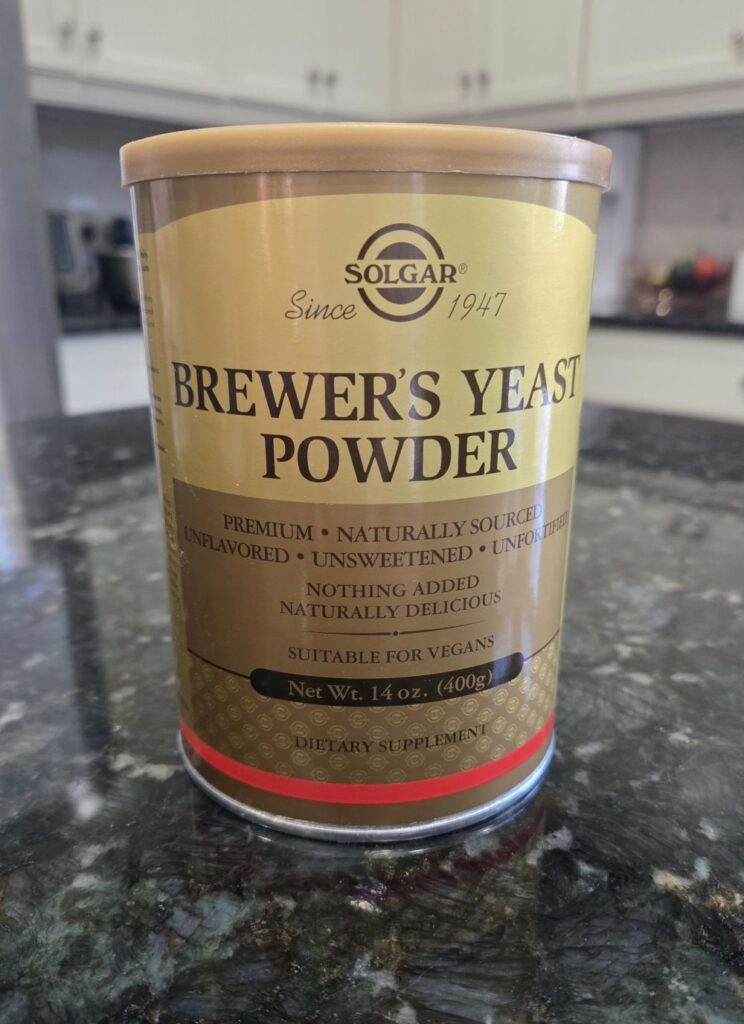 SOLGAR®
Since 1947
BREWER'S YEAST
POWDER
PREMIUM • NATURALLY SOURCED
UNFLAVORED • UNSWEETENED • UNFORTIFIED
NOTHING ADDED
NATURALLY DELICIOUS
SUITABLE FOR VEGANS
Net Wt. 14 oz. (400g)
DIETARY SUPPLEMENT